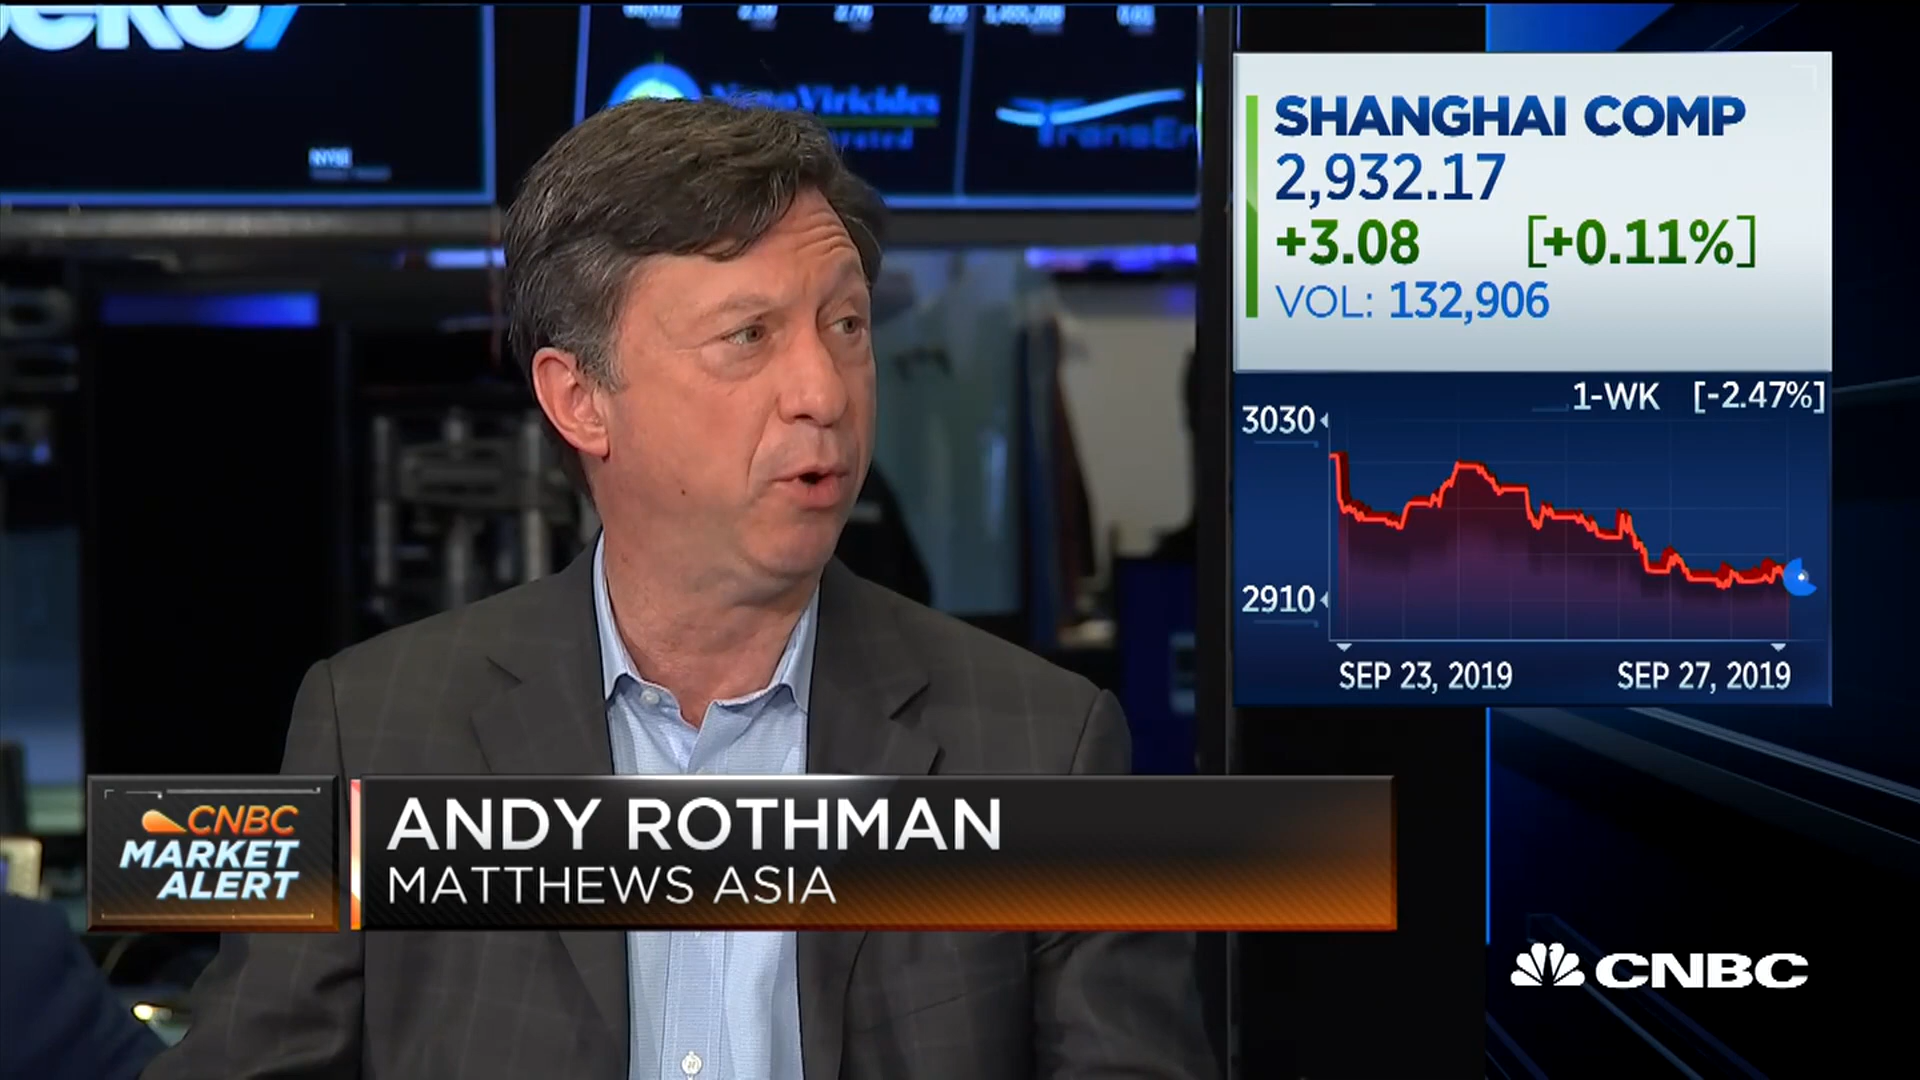 NanoViricides
SHANGHAI COMP
2,932.17
+3.08 [+0.11%]
VOL: 132,906
1-WK [-2.47%]
3030
2910
SEP 23, 2019 SEP 27, 2019
CNBC
MARKET
ALERT
ANDY ROTHMAN
MATTHEWS ASIA
CNBC